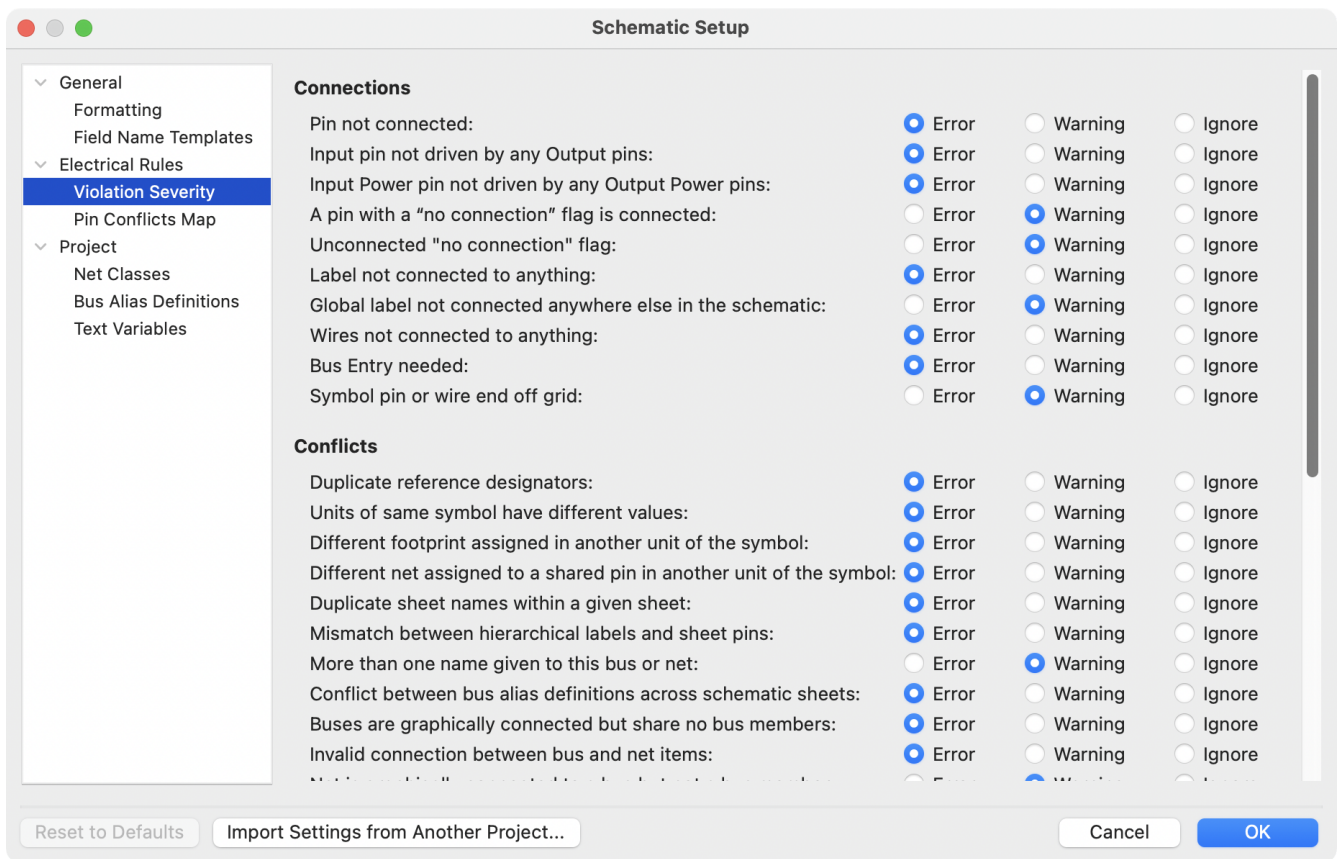 Schematic Setup
General
Formatting
Field Name Templates
Electrical Rules
Violation Severity
Pin Conflicts Map
Project
Net Classes
Bus Alias Definitions
Text Variables
Connections
Pin not connected: Error Warning Ignore
Input pin not driven by any Output pins: Error Warning Ignore
Input Power pin not driven by any Output Power pins: Error Warning Ignore
A pin with a “no connection” flag is connected: Error Warning Ignore
Unconnected "no connection" flag: Error Warning Ignore
Label not connected to anything: Error Warning Ignore
Global label not connected anywhere else in the schematic: Error Warning Ignore
Wires not connected to anything: Error Warning Ignore
Bus Entry needed: Error Warning Ignore
Symbol pin or wire end off grid: Error Warning Ignore
Conflicts
Duplicate reference designators: Error Warning Ignore
Units of same symbol have different values: Error Warning Ignore
Different footprint assigned in another unit of the symbol: Error Warning Ignore
Different net assigned to a shared pin in another unit of the symbol: Error Warning Ignore
Duplicate sheet names within a given sheet: Error Warning Ignore
Mismatch between hierarchical labels and sheet pins: Error Warning Ignore
More than one name given to this bus or net: Error Warning Ignore
Conflict between bus alias definitions across schematic sheets: Error Warning Ignore
Buses are graphically connected but share no bus members: Error Warning Ignore
Invalid connection between bus and net items: Error Warning Ignore
Reset to Defaults Import Settings from Another Project... Cancel OK